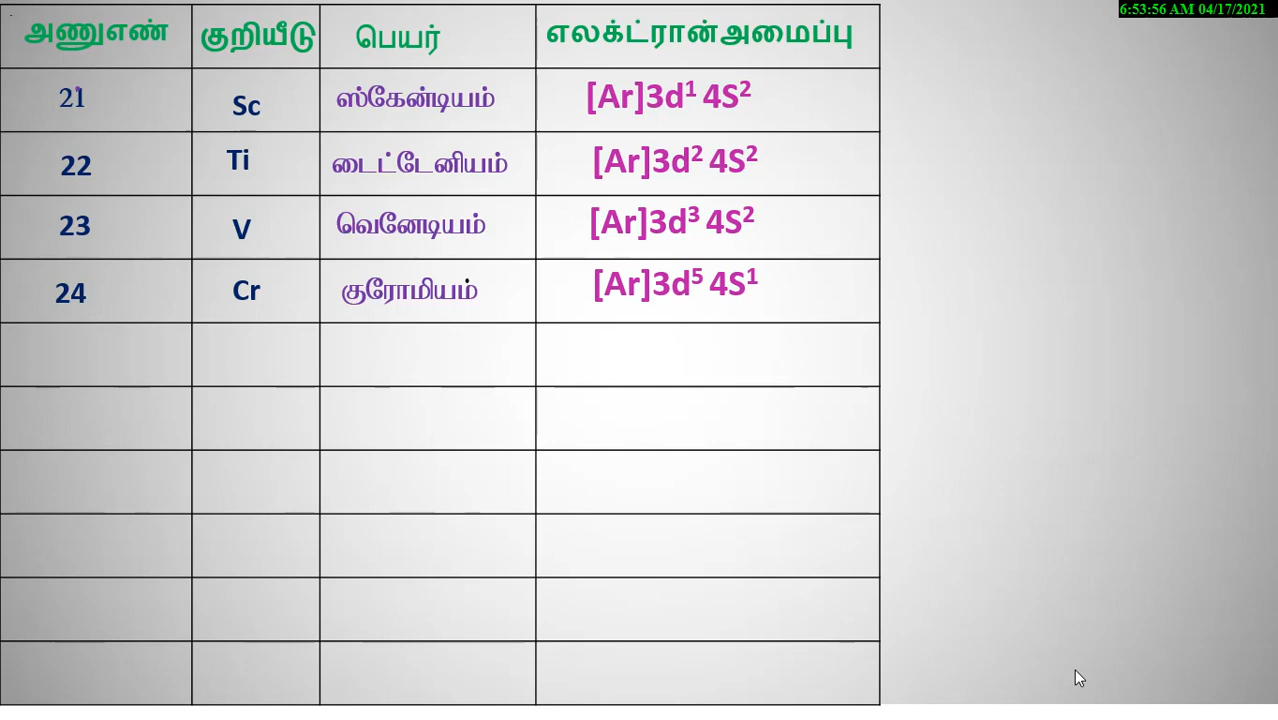 6:53:56 AM 04/17/2021
அணுஎண் குறியீடு பெயர் எலக்ட்ரான்அமைப்பு
21 Sc ஸ்கேன்டியம் [Ar]3d¹ 4S²
22 Ti டைட்டேனியம் [Ar]3d² 4S²
23 V வெனேடியம் [Ar]3d³ 4S²
24 Cr குரோமியம் [Ar]3d⁵ 4S¹